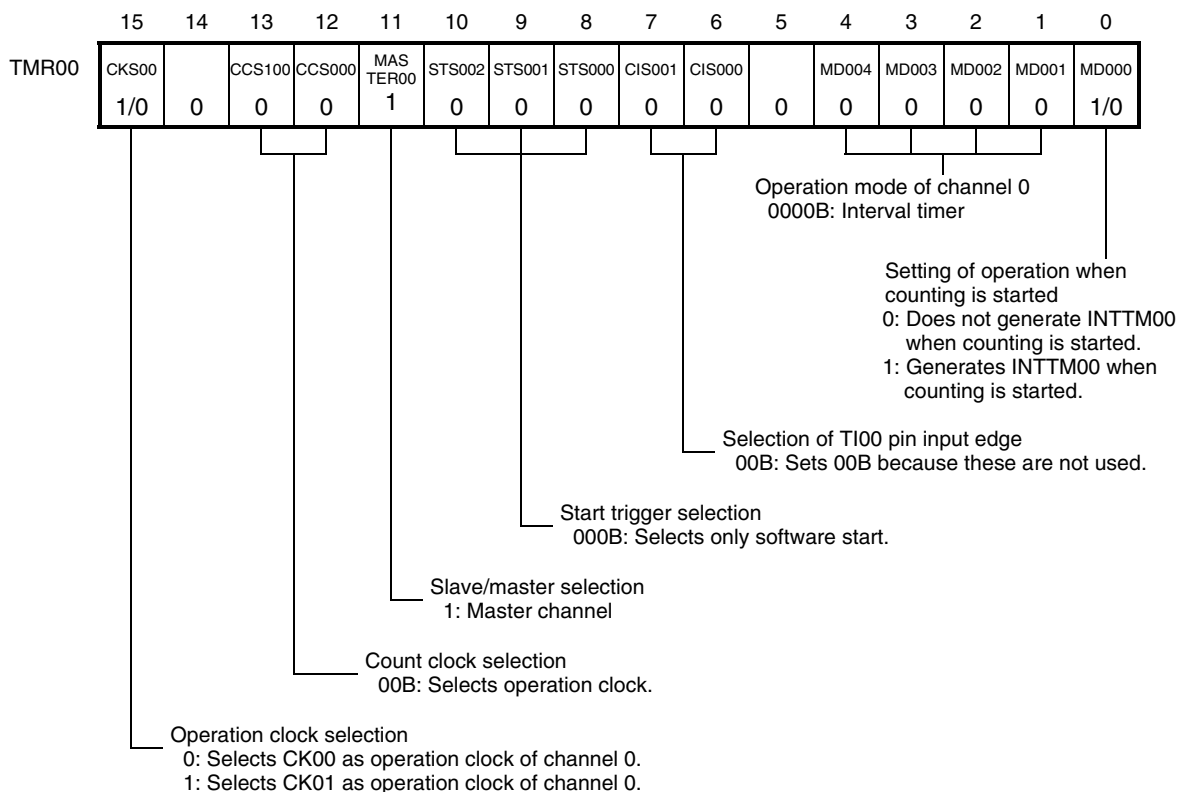 15 14 13 12 11 10 9 8 7 6 5 4 3 2 1 0
TMR00 CKS00 CCS100 CCS000 MAS TER00 STS002 STS001 STS000 CIS001 CIS000 MD004 MD003 MD002 MD001 MD000
1/0 0 0 0 1 0 0 0 0 0 0 0 0 0 0 1/0
Operation mode of channel 0
0000B: Interval timer
Setting of operation when
counting is started
0: Does not generate INTTM00
when counting is started.
1: Generates INTTM00 when
counting is started.
Selection of TI00 pin input edge
00B: Sets 00B because these are not used.
Start trigger selection
000B: Selects only software start.
Slave/master selection
1: Master channel
Count clock selection
00B: Selects operation clock.
Operation clock selection
0: Selects CK00 as operation clock of channel 0.
1: Selects CK01 as operation clock of channel 0.